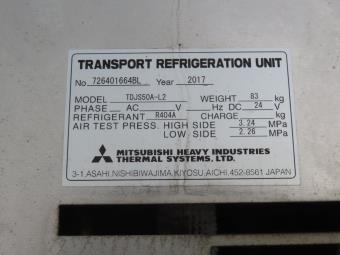 TRANSPORT REFRIGERATION UNIT
No. 726401664BL Year 2017
MODEL TDJS50A-L2 WEIGHT 83 kg
PHASE AC V Hz DC 24 V
REFRIGERANT R404A CHARGE kg
AIR TEST PRESS. HIGH SIDE 3.24 MPa
LOW SIDE 2.26 MPa
MITSUBISHI HEAVY INDUSTRIES
THERMAL SYSTEMS, LTD.
3-1, ASAHI, NISHIBIWAJIMA, KIYOSU, AICHI, 452-8561 JAPAN